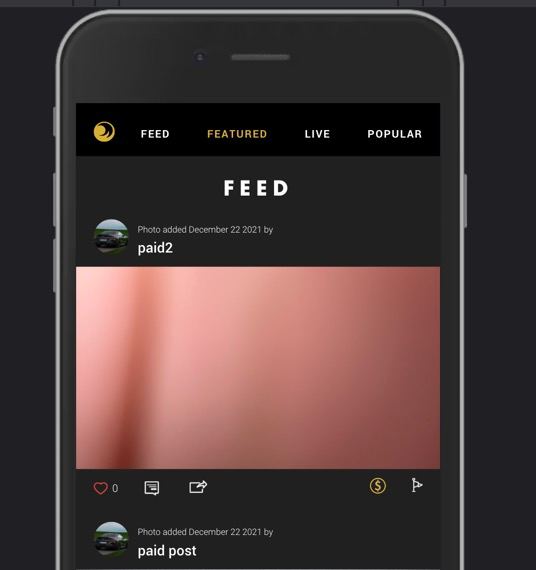 FEED FEATURED LIVE POPULAR
FEED
Photo added December 22 2021 by
paid2
0
Photo added December 22 2021 by
paid post